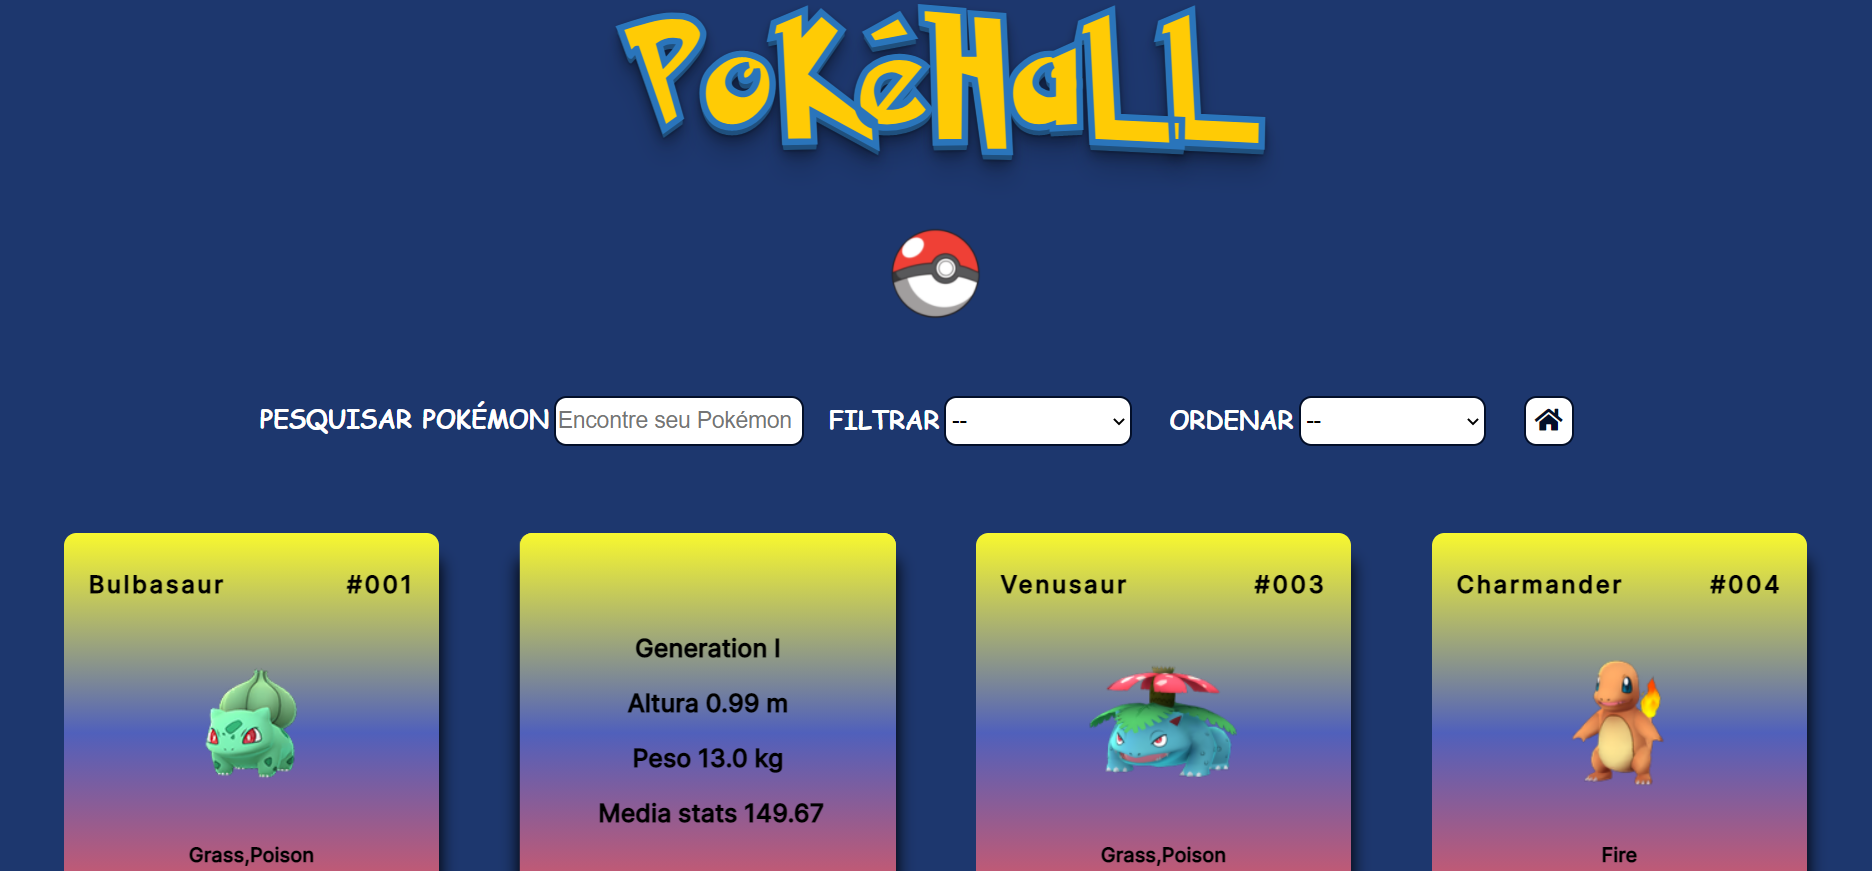 PoKéHaLL
PESQUISAR POKÉMON Encontre seu Pokémon FILTRAR -- ORDENAR --
Bulbasaur #001
Grass,Poison
Generation I
Altura 0.99 m
Peso 13.0 kg
Media stats 149.67
Venusaur #003
Grass,Poison
Charmander #004
Fire